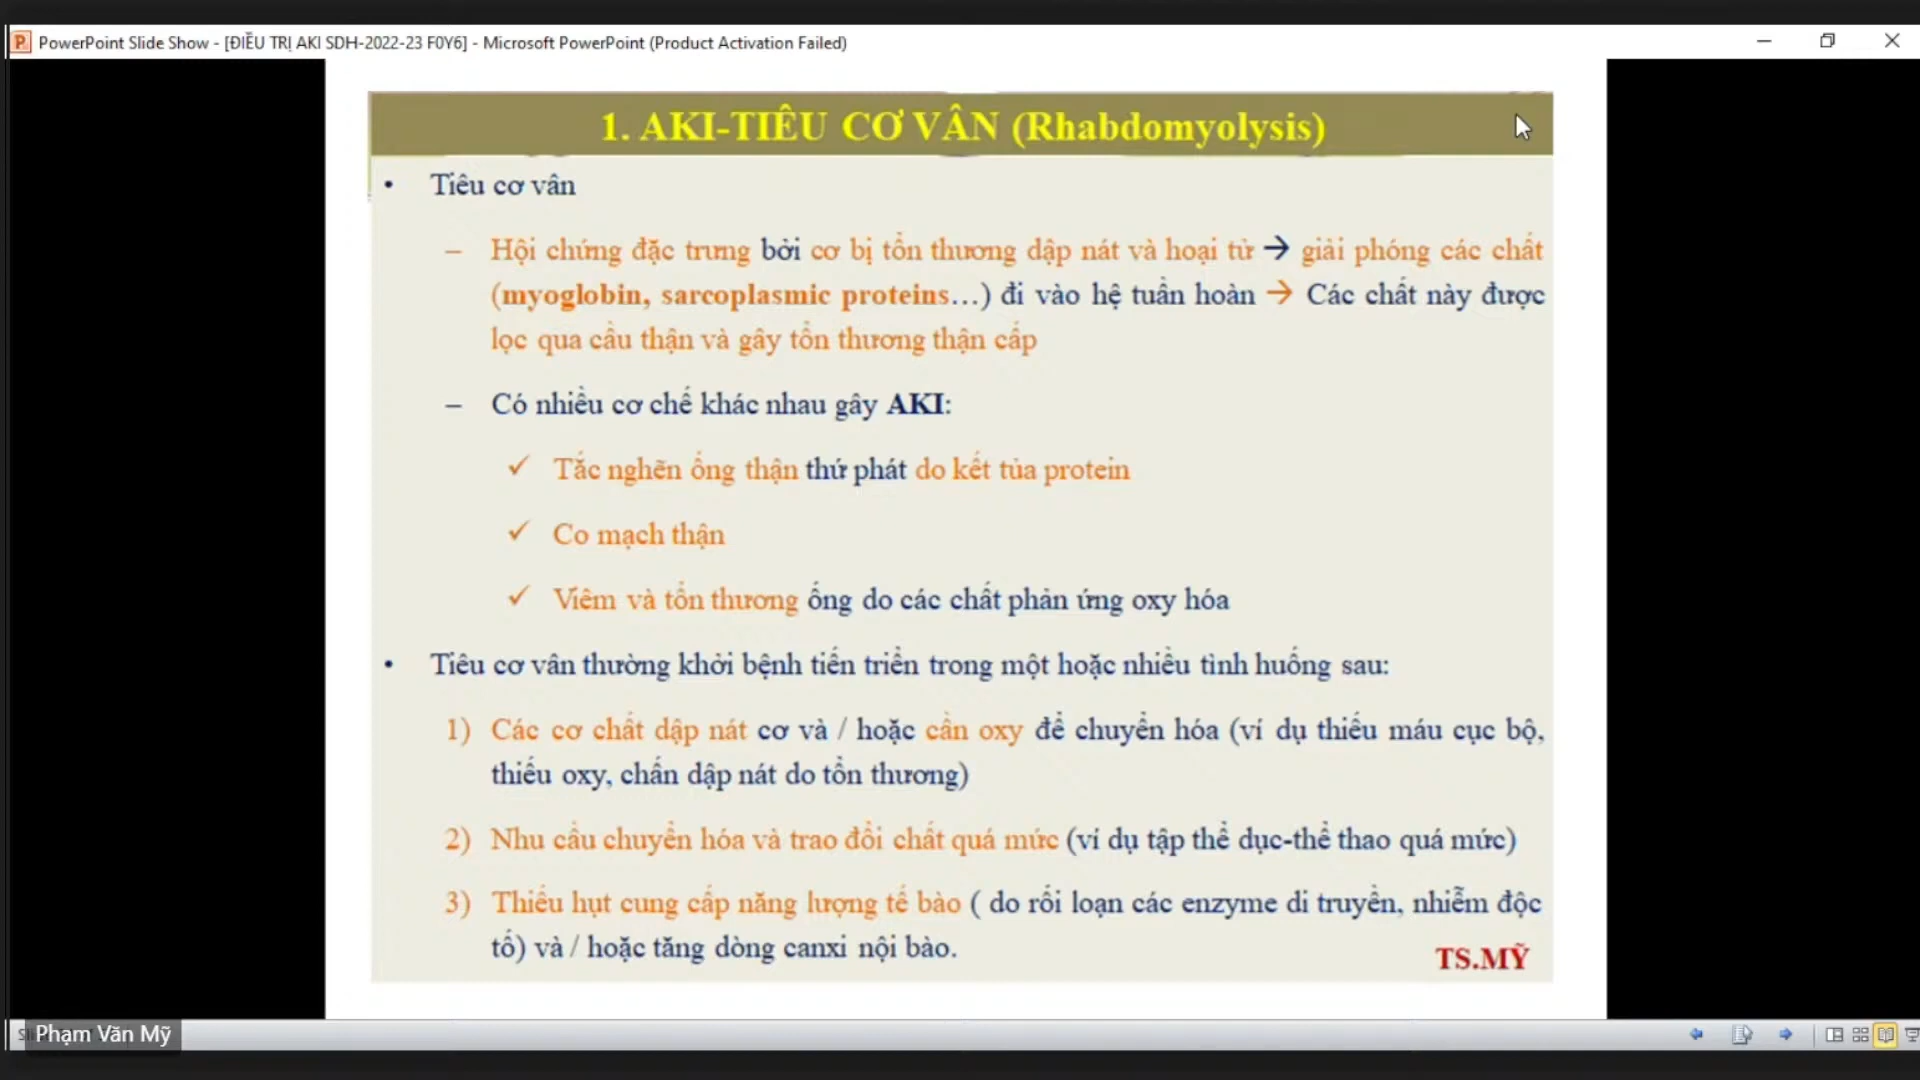 PowerPoint Slide Show - [ĐIỀU TRỊ AKI SDH-2022-23 F0Y6] - Microsoft PowerPoint (Product Activation Failed)
1. AKI-TIÊU CƠ VÂN (Rhabdomyolysis)
• Tiêu cơ vân
– Hội chứng đặc trưng bởi cơ bị tổn thương dập nát và hoại tử → giải phóng các chất
(myoglobin, sarcoplasmic proteins…) đi vào hệ tuần hoàn → Các chất này được
lọc qua cầu thận và gây tổn thương thận cấp
– Có nhiều cơ chế khác nhau gây AKI:
✓ Tắc nghẽn ống thận thứ phát do kết tủa protein
✓ Co mạch thận
✓ Viêm và tổn thương ống do các chất phản ứng oxy hóa
• Tiêu cơ vân thường khởi bệnh tiến triển trong một hoặc nhiều tình huống sau:
1) Các cơ chất dập nát cơ và / hoặc cần oxy để chuyển hóa (ví dụ thiếu máu cục bộ,
thiếu oxy, chấn dập nát do tổn thương)
2) Nhu cầu chuyển hóa và trao đổi chất quá mức (ví dụ tập thể dục-thể thao quá mức)
3) Thiếu hụt cung cấp năng lượng tế bào ( do rối loạn các enzyme di truyền, nhiễm độc
tố) và / hoặc tăng dòng canxi nội bào.
TS.MỸ
Phạm Văn Mỹ